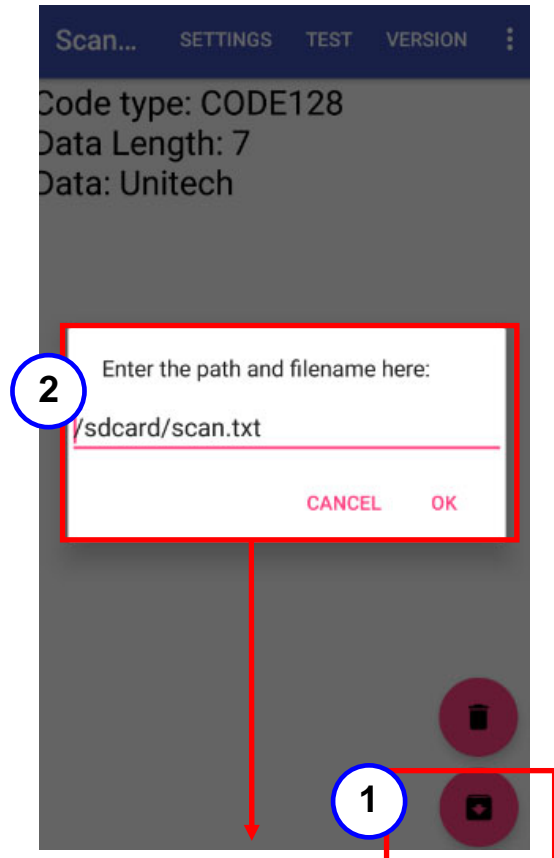 Scan... SETTINGS TEST VERSION
Code type: CODE128
Data Length: 7
Data: Unitech
2
Enter the path and filename here:
/sdcard/scan.txt
CANCEL OK
1